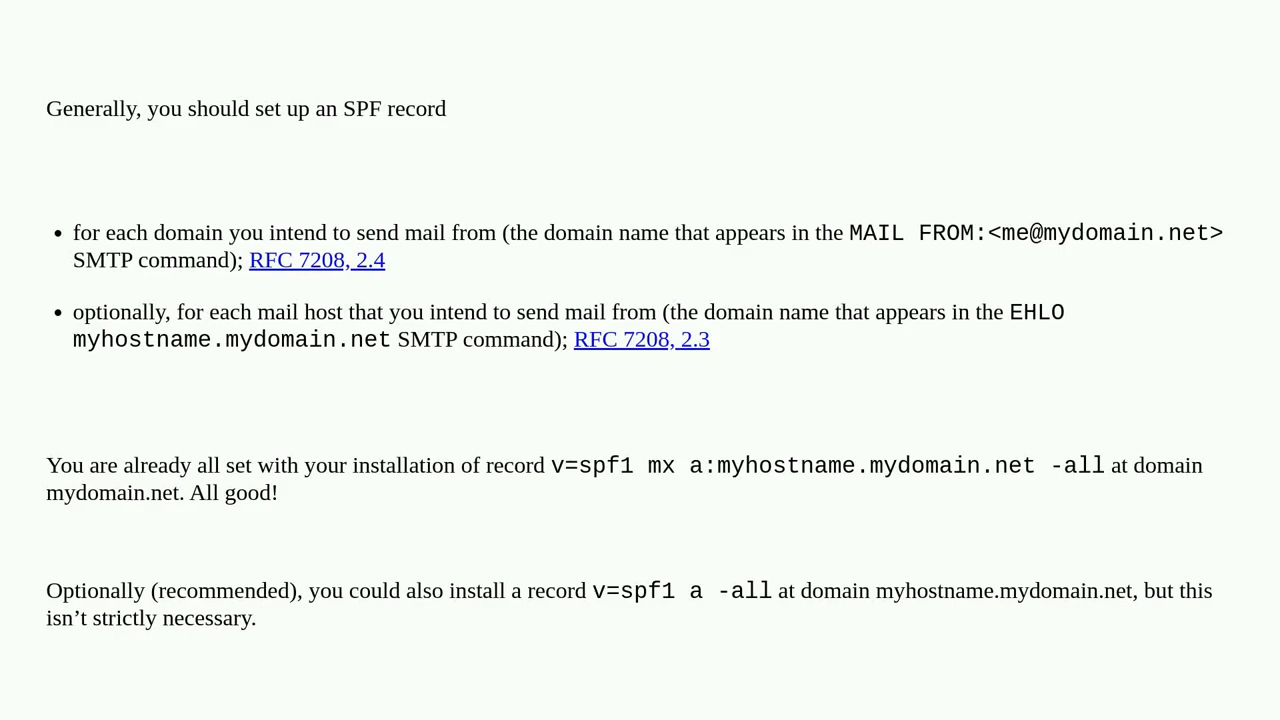 Generally, you should set up an SPF record
• for each domain you intend to send mail from (the domain name that appears in the MAIL FROM:<me@mydomain.net>
SMTP command); RFC 7208, 2.4
• optionally, for each mail host that you intend to send mail from (the domain name that appears in the EHLO
myhostname.mydomain.net SMTP command); RFC 7208, 2.3
You are already all set with your installation of record v=spf1 mx a:myhostname.mydomain.net -all at domain
mydomain.net. All good!
Optionally (recommended), you could also install a record v=spf1 a -all at domain myhostname.mydomain.net, but this
isn’t strictly necessary.